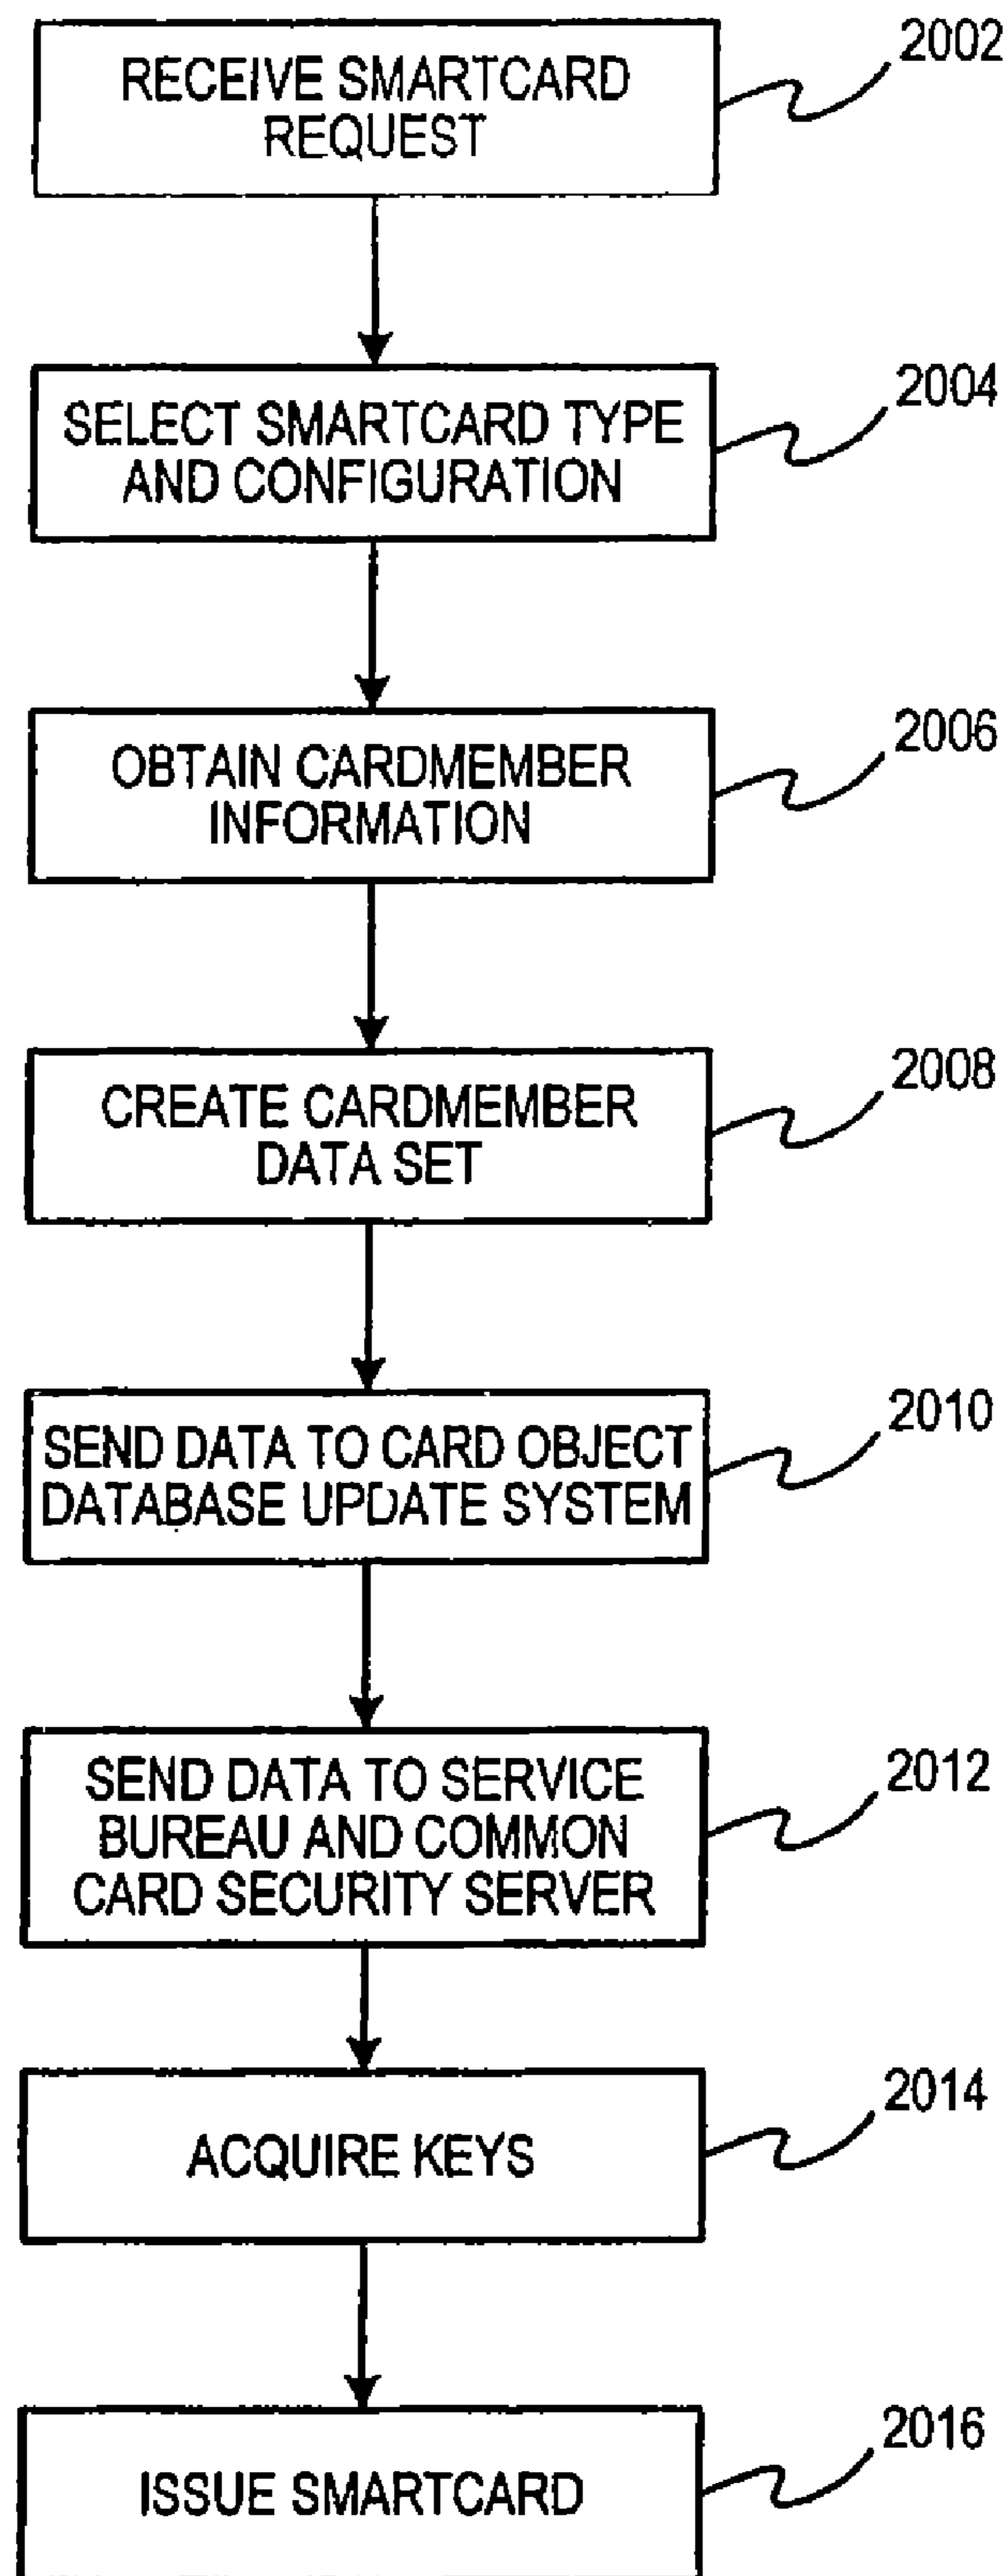 RECEIVE SMARTCARD
REQUEST
2002
SELECT SMARTCARD TYPE
AND CONFIGURATION
2004
OBTAIN CARDMEMBER
INFORMATION
2006
CREATE CARDMEMBER
DATA SET
2008
SEND DATA TO CARD OBJECT
DATABASE UPDATE SYSTEM
2010
SEND DATA TO SERVICE
BUREAU AND COMMON
CARD SECURITY SERVER
2012
ACQUIRE KEYS
2014
ISSUE SMARTCARD
2016